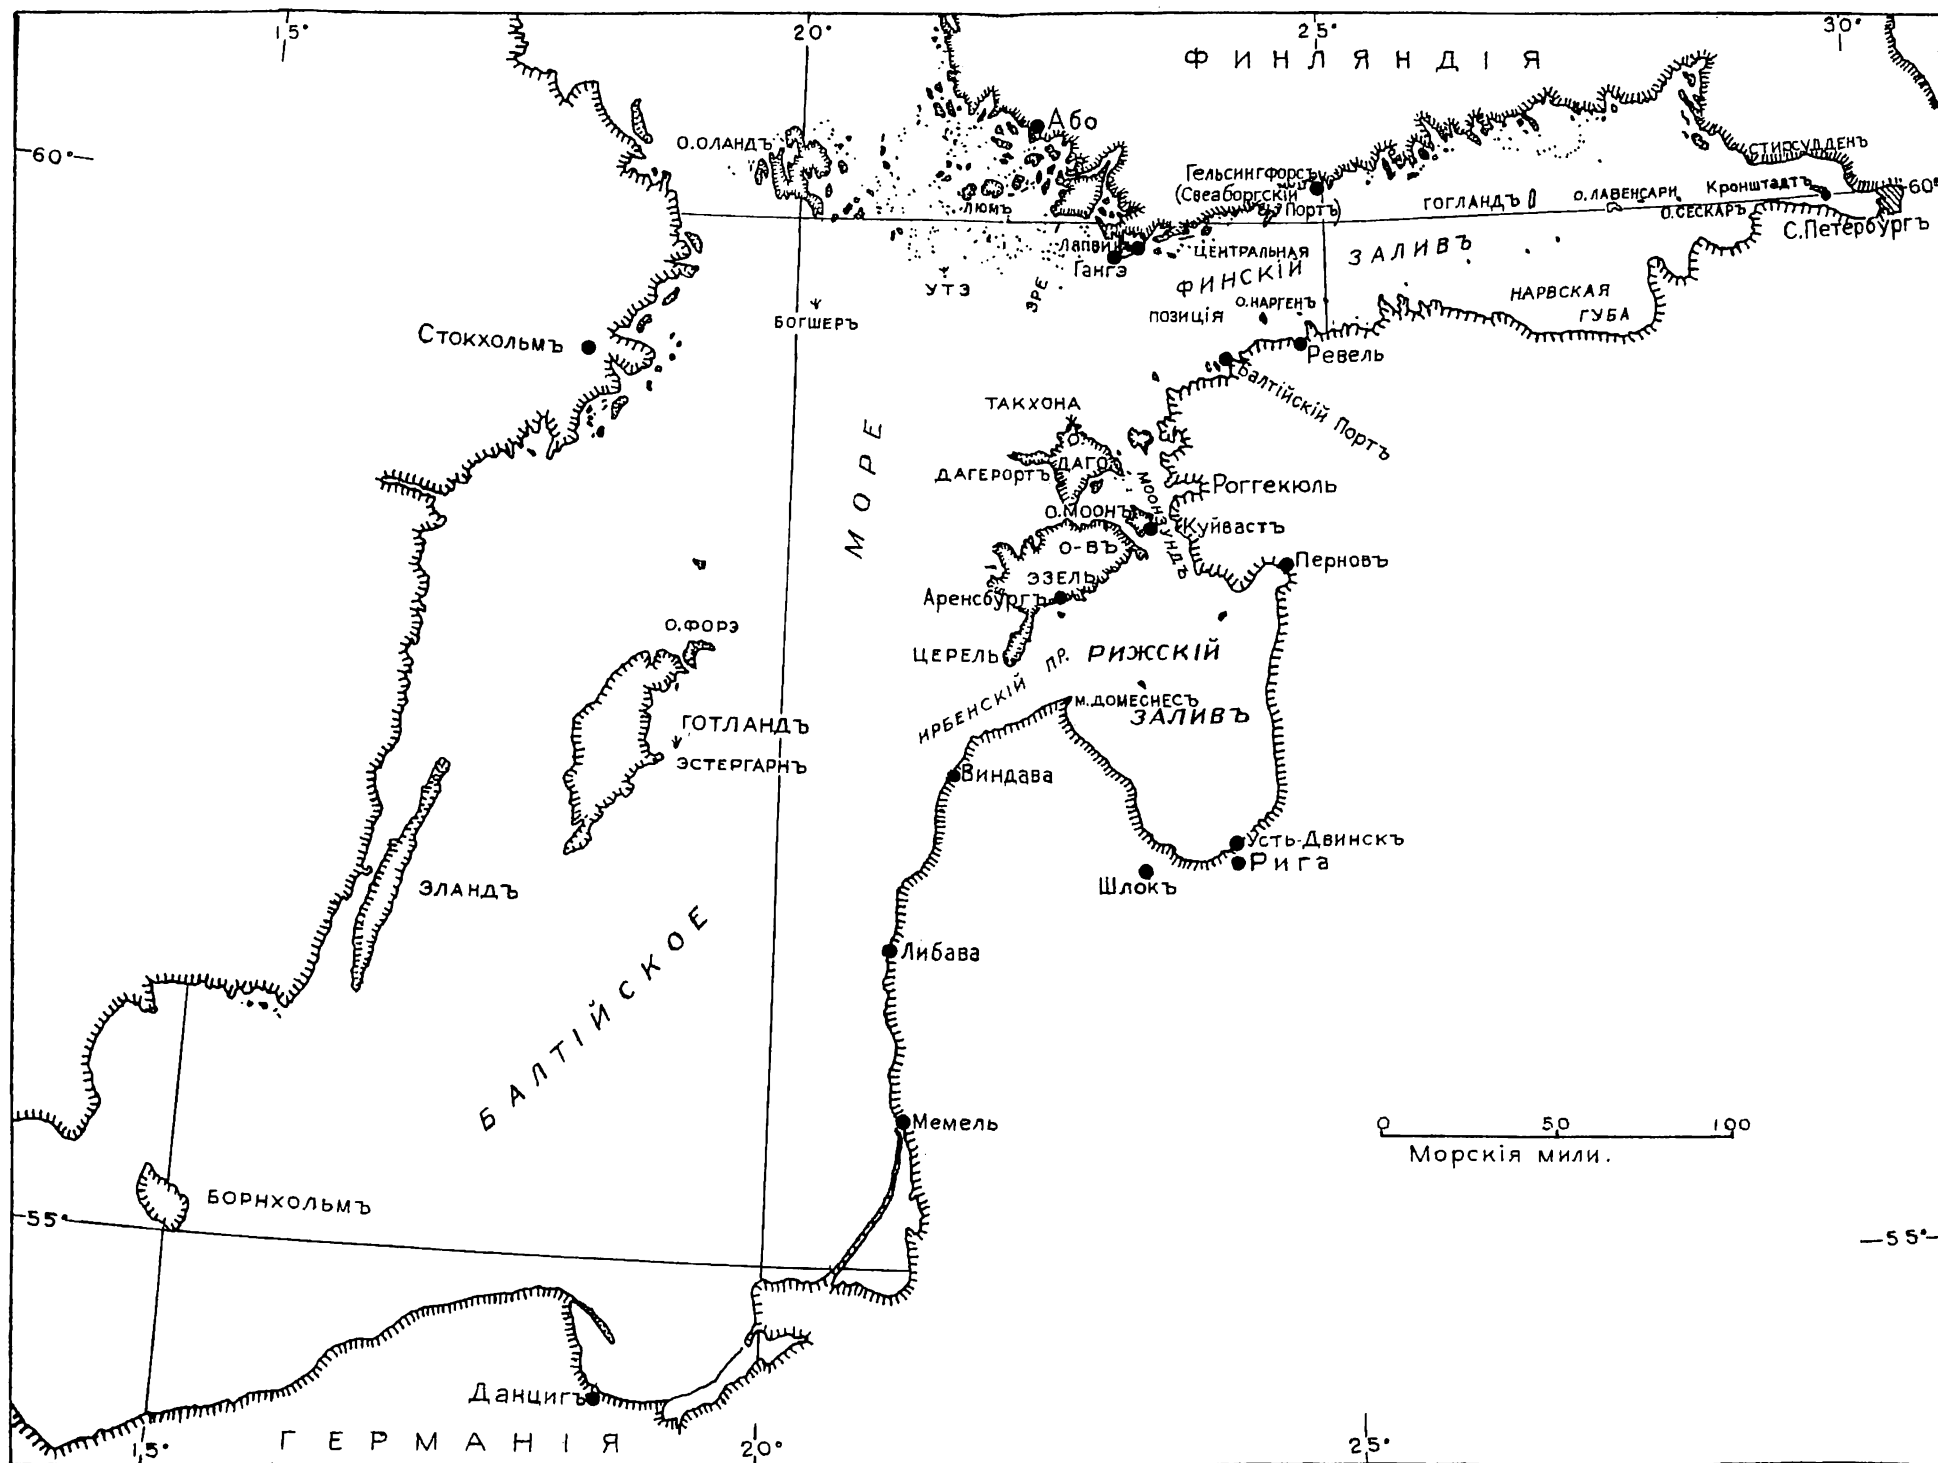 15°
20°
25°
30°
ФИНЛЯНДІЯ
Або
О.ОЛАНДЪ
60°
СТИРСУДДЕНЪ
Гельсингфорсъ
(Свеаборгскій
Портъ)
ГОГЛАНДЪ
О.ЛАВЕНСАРИ
Кронштадтъ
60°
О.СЕСКАРЪ
С.Петербургъ
ЛЮМЪ
Лапвик
Гангэ
ЦЕНТРАЛЬНАЯ
ПОЗИЦІЯ
ФИНСКІЙ
ЗАЛИВЪ
УТЭ
ЭРЕ
О.НАРГЕНЪ
НАРВСКАЯ
ГУБА
БОГШЕРЪ
Стокхольмъ
Ревель
Балтійскій Портъ
ТАКХОНА
О.
ДАГО
ДАГЕРОРТЪ
МООНЗУНДЪ
Роггекюль
О.МООНЪ
Куйвастъ
О-ВЪ
ЭЗЕЛЬ
Перновъ
Аренсбургъ
О.ФОРЭ
ЦЕРЕЛЬ
ИРБЕНСКІЙ ПР.
РИЖСКІЙ
ЗАЛИВЪ
М.ДОМЕСНЕСЪ
ГОТЛАНДЪ
ЭСТЕРГАРНЪ
Виндава
Усть-Двинскъ
Рига
Шлокъ
ЭЛАНДЪ
Либава
БАЛТІЙСКОЕ
МОРЕ
Мемель
0 50 100
Морскія мили.
БОРНХОЛЬМЪ
55°
55°
Данцигъ
ГЕРМАНІЯ
15°
20°
25°